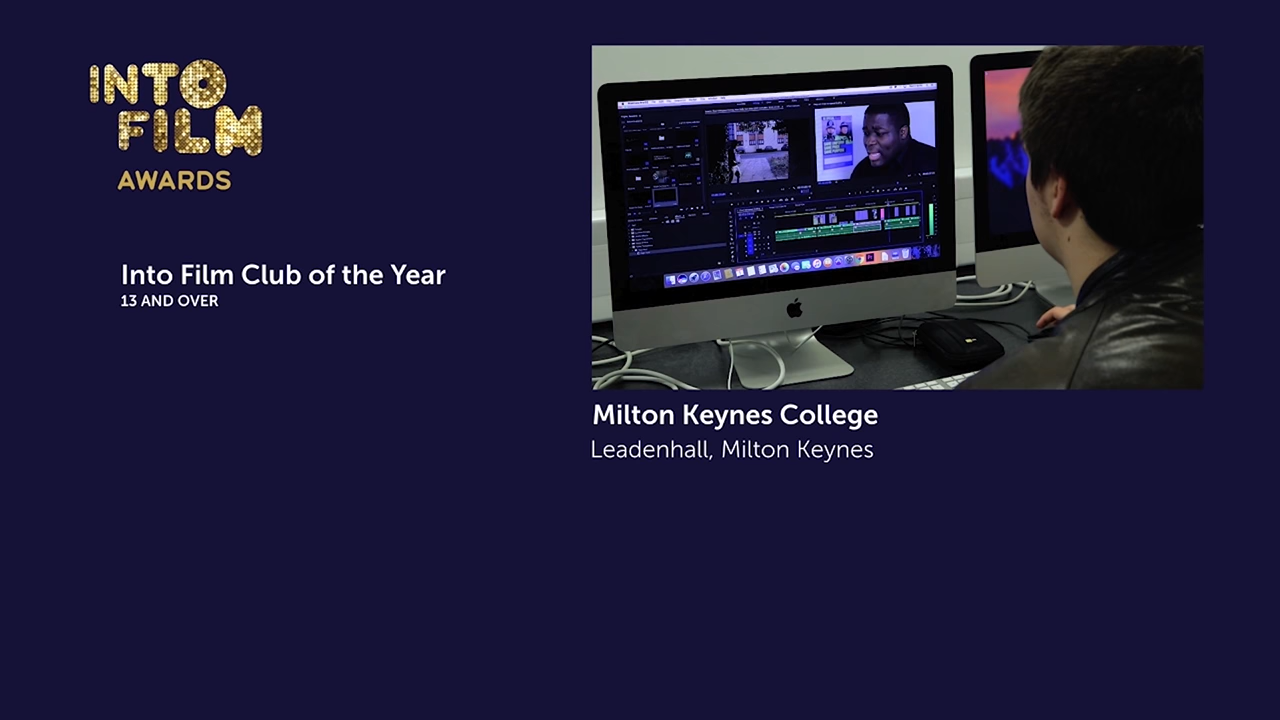 INTO
FILM
AWARDS
Into Film Club of the Year
13 AND OVER
Milton Keynes College
Leadenhall, Milton Keynes